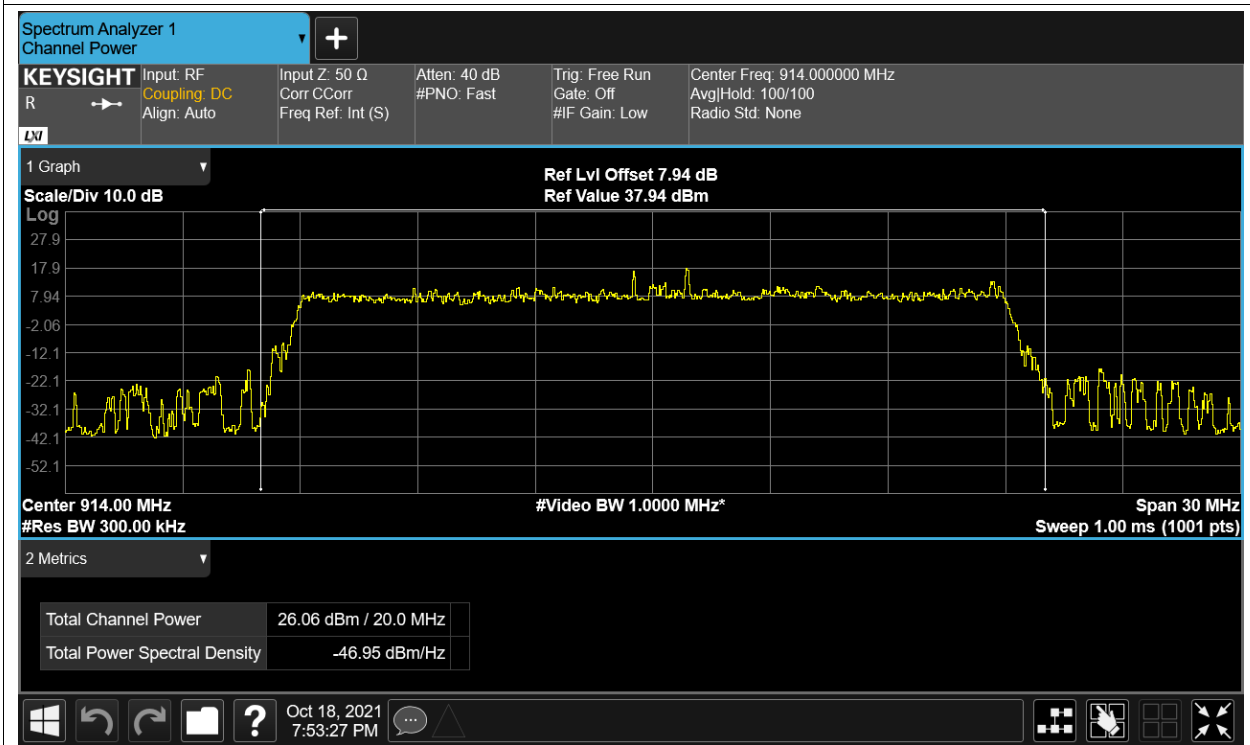 Spectrum Analyzer 1
Channel Power
KEYSIGHT Input: RF Input Z: 50 Ω Atten: 40 dB Trig: Free Run Center Freq: 914.000000 MHz
R Coupling: DC Corr CCorr #PNO: Fast Gate: Off Avg|Hold: 100/100
Align: Auto Freq Ref: Int (S) #IF Gain: Low Radio Std: None
LXI
1 Graph
Ref Lvl Offset 7.94 dB
Scale/Div 10.0 dB Ref Value 37.94 dBm
Log
27.9
17.9
7.94
-2.06
-12.1
-22.1
-32.1
-42.1
-52.1
Center 914.00 MHz #Video BW 1.0000 MHz* Span 30 MHz
#Res BW 300.00 kHz Sweep 1.00 ms (1001 pts)
2 Metrics
Total Channel Power 26.06 dBm / 20.0 MHz
Total Power Spectral Density -46.95 dBm/Hz
? Oct 18, 2021
7:53:27 PM